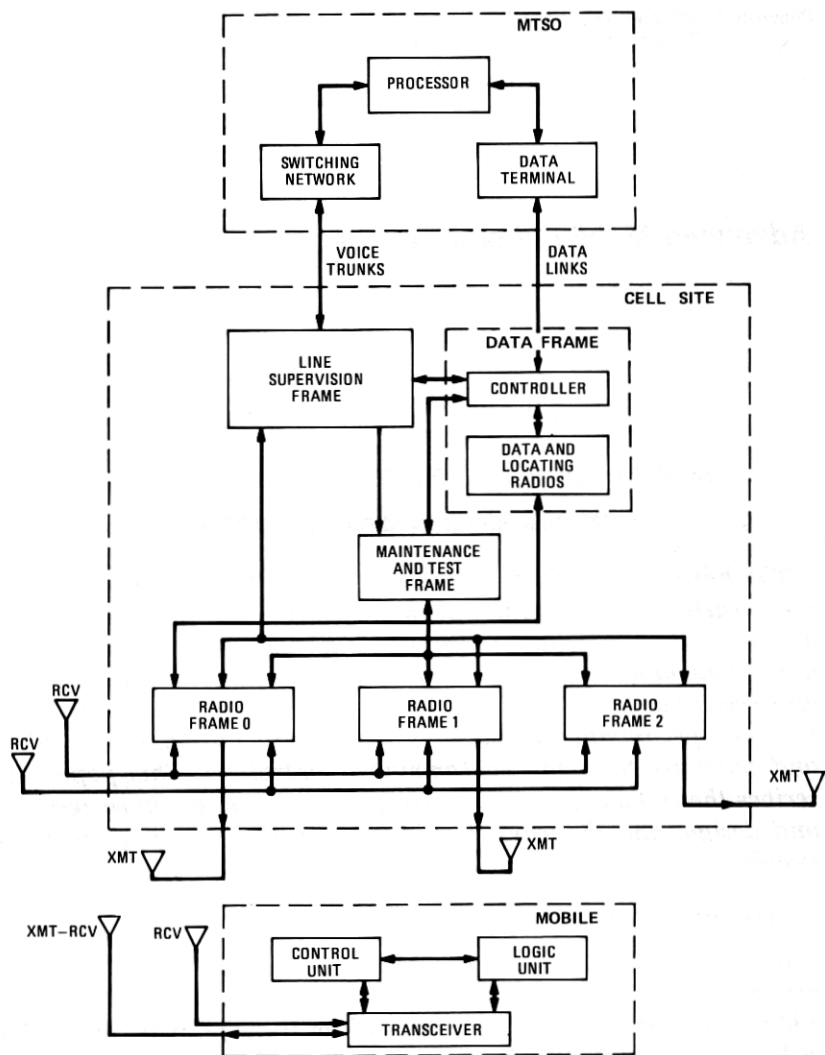 MTSO
PROCESSOR
SWITCHING
NETWORK
DATA
TERMINAL
VOICE
TRUNKS
DATA
LINKS
CELL SITE
DATA FRAME
LINE
SUPERVISION
FRAME
CONTROLLER
DATA AND
LOCATING
RADIOS
MAINTENANCE
AND TEST
FRAME
RCV
RADIO
FRAME 0
RADIO
FRAME 1
RADIO
FRAME 2
RCV
XMT
XMT
XMT
MOBILE
XMT-RCV
RCV
CONTROL
UNIT
LOGIC
UNIT
TRANSCEIVER